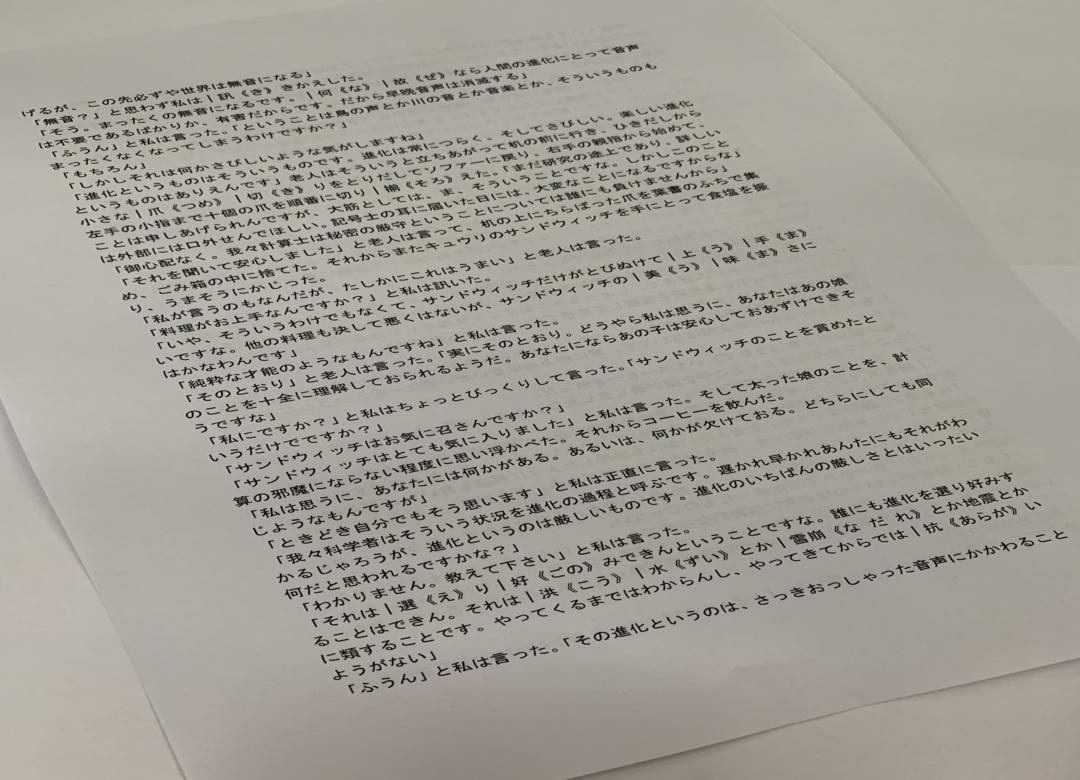 げるが、この先必ずや世界は無音になる」
「無音？」と思わず私は｜訊《き》きかえした。
「そう。まったくの無音になるです。｜何《な》｜故《ぜ》なら人間の進化にとって音声
は不要であるばかりか、有害だからです。だから早晩音声は消滅する」
「ふうん」と私は言った。「ということは鳥の声とか川の音とか音楽とか、そういうものも
まったくなくなってしまうわけですか？」
「もちろん」
「しかしそれは何かさびしいような気がしますね」
「進化というものはそういうものです。進化は常につらく、そしてさびしい。楽しい進化
というものはありえんです」老人はそういうと立ちあがって机の前に行き、ひきだしから
小さな｜爪《つめ》｜切《き》りをとりだしてソファーに戻り、右手の親指から始めて、
左手の小指まで十個の爪を順番に切り｜揃《そろ》えた。「まだ研究の途上であり、詳しい
ことは申しあげられんですが、大筋としては、ま、そういうことですな。しかしこのこと
は外部には口外せんでほしい。記号士の耳に届いた日には、大変なことになるですからな」
「御心配なく。我々計算士は秘密の厳守ということについては誰にも負けませんから」
「それを聞いて安心しました」と老人は言って、机の上にちらばった爪を葉書のふちで集
め、ごみ箱の中に捨てた。それからまたキュウリのサンドウィッチを手にとって食塩を振
り、うまそうにかじった。
「私が言うのもなんだが、たしかにこれはうまい」と老人は言った。
「料理がお上手なんですか？」と私は訊いた。
「いや、そういうわけでもなくて、サンドウィッチだけがとびぬけて｜上《う》｜手《ま》
いですな。他の料理も決して悪くはないが、サンドウィッチの｜美《う》｜味《ま》さに
はかなわんです」
「純粋な才能のようなもんですね」と私は言った。
「そのとおり」と老人は言った。「実にそのとおり。どうやら私は思うに、あなたはあの娘
のことを十全に理解しておられるようだ。あなたにならあの子は安心しておあずけできそ
うですな」
「私にですか？」と私はちょっとびっくりして言った。「サンドウィッチのことを賞めたと
いうだけでですか？」
「サンドウィッチはお気に召さんですか？」
「サンドウィッチはとても気に入りました」と私は言った。そして太った娘のことを、計
算の邪魔にならない程度に思い浮かべた。それからコーヒーを飲んだ。
「私は思うに、あなたには何かがある。あるいは、何かが欠けておる。どちらにしても同
じようなもんですが」
「ときどき自分でもそう思います」と私は正直に言った。
「我々科学者はそういう状況を進化の過程と呼ぶです。遅かれ早かれあんたにもそれがわ
かるじゃろうが、進化というのは厳しいものです。進化のいちばんの厳しさとはいったい
何だと思われるですかな？」
「わかりません。教えて下さい」と私は言った。
「それは｜選《え》り｜好《ごの》みできんということですな。誰にも進化を選り好みす
ることはできん。それは｜洪《こう》｜水《ずい》とか｜雪崩《な だ れ》とか地震とか
に類することです。やってくるまではわからんし、やってきてからでは｜抗《あらが》い
ようがない」
「ふうん」と私は言った。「その進化というのは、さっきおっしゃった音声にかかわること